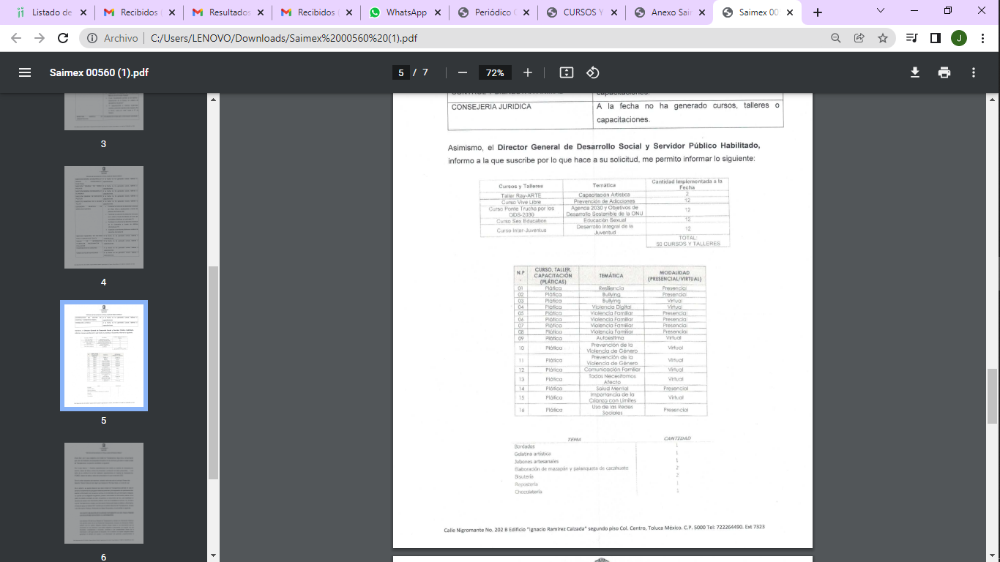 Listado de
Recibidos (
Resultados
Recibidos (
WhatsApp
Periódico O
CURSOS Y
Anexo Sai
Saimex 00
Archivo
C:/Users/LENOVO/Downloads/Saimex%2000560%20(1).pdf
J
Saimex 00560 (1).pdf
5 / 7
72%
3
4
5
6
capacitaciones.
CONSEJERIA JURIDICA
A la fecha no ha generado cursos, talleres o
capacitaciones.
Asimismo, el Director General de Desarrollo Social y Servidor Público Habilitado,
informo a la que suscribe por lo que hace a su solicitud, me permito informar lo siguiente:
Cursos y Talleres
Temática
Cantidad Implementada a la
Fecha
Taller Ray-ARTE Capacitación Artística 2
Curso Vive Libre Prevención de Adicciones 12
Curso Ponte Trucha por los
ODS-2030
Agenda 2030 y Objetivos de
Desarrollo Sostenible de la ONU
12
Curso Sex Education Educación Sexual 12
Curso Inter-Juventus
Desarrollo Integral de la
Juventud
12
TOTAL:
50 CURSOS Y TALLERES
N.P
.
CURSO, TALLER,
CAPACITACIÓN
(PLÁTICAS)
TEMÁTICA
MODALIDAD
(PRESENCIAL/VIRTUAL)
01 Plática Resiliencia Presencial
02 Plática Bullying Presencial
03 Plática Bullying Virtual
04 Plática Violencia Digital Virtual
05 Plática Violencia Familiar Presencial
06 Plática Violencia Familiar Presencial
07 Plática Violencia Familiar Presencial
08 Plática Violencia Familiar Presencial
09 Plática Autoestima Virtual
10 Plática
Prevención de la
Violencia de Género
Virtual
11 Plática
Prevención de la
Violencia de Género
Virtual
12 Plática Comunicación Familiar Virtual
13 Plática
Todos Necesitamos
Afecto
Virtual
14 Plática Salud Mental Presencial
15 Plática
Importancia de la
Crianza con Límites
Virtual
16 Plática
Uso de las Redes
Sociales
Presencial
TEMA CANTIDAD
Bordados 1
Gelatina artística 1
Jabones artesanales 1
Elaboración de mazapán y palanqueta de cacahuate 2
Bisutería 2
Repostería 1
Chocolatería 1
Calle Nigromante No. 202 B Edificio "Ignacio Ramírez Calzada" segundo piso Col. Centro, Toluca México. C.P. 5000 Tel: 722264490. Ext 7323